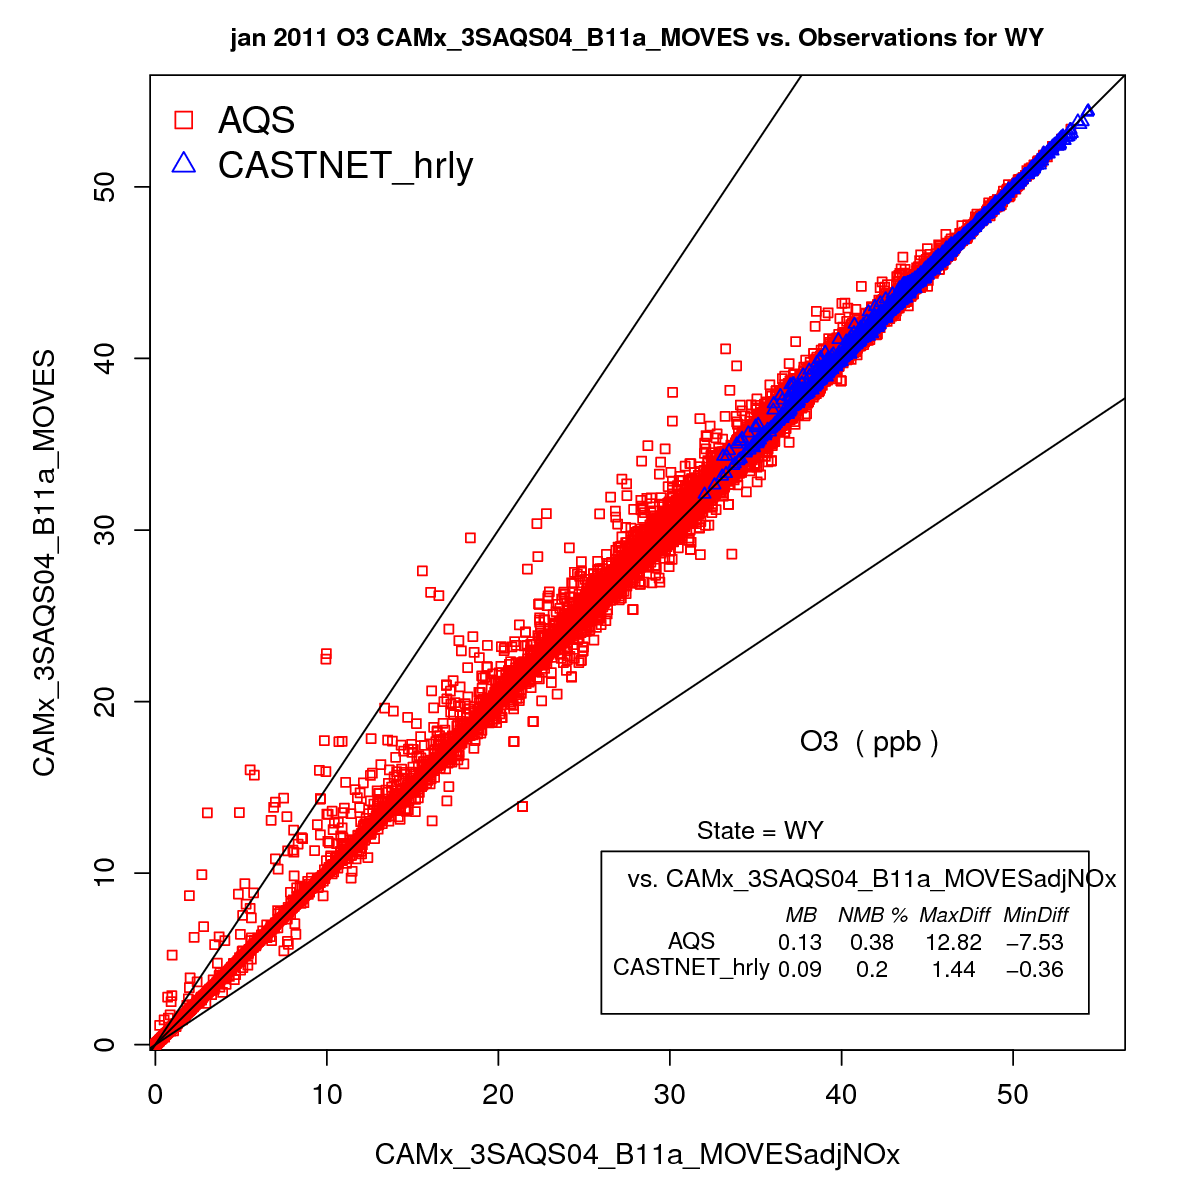 jan 2011 O3 CAMx_3SAQS04_B11a_MOVES vs. Observations for WY
AQS
CASTNET_hrly
CAMx_3SAQS04_B11a_MOVES
50
40
30
20
10
0
O3 ( ppb )
State = WY
vs. CAMx_3SAQS04_B11a_MOVESadjNOx
MB NMB % MaxDiff MinDiff
AQS 0.13 0.38 12.82 −7.53
CASTNET_hrly 0.09 0.2 1.44 −0.36
0 10 20 30 40 50
CAMx_3SAQS04_B11a_MOVESadjNOx